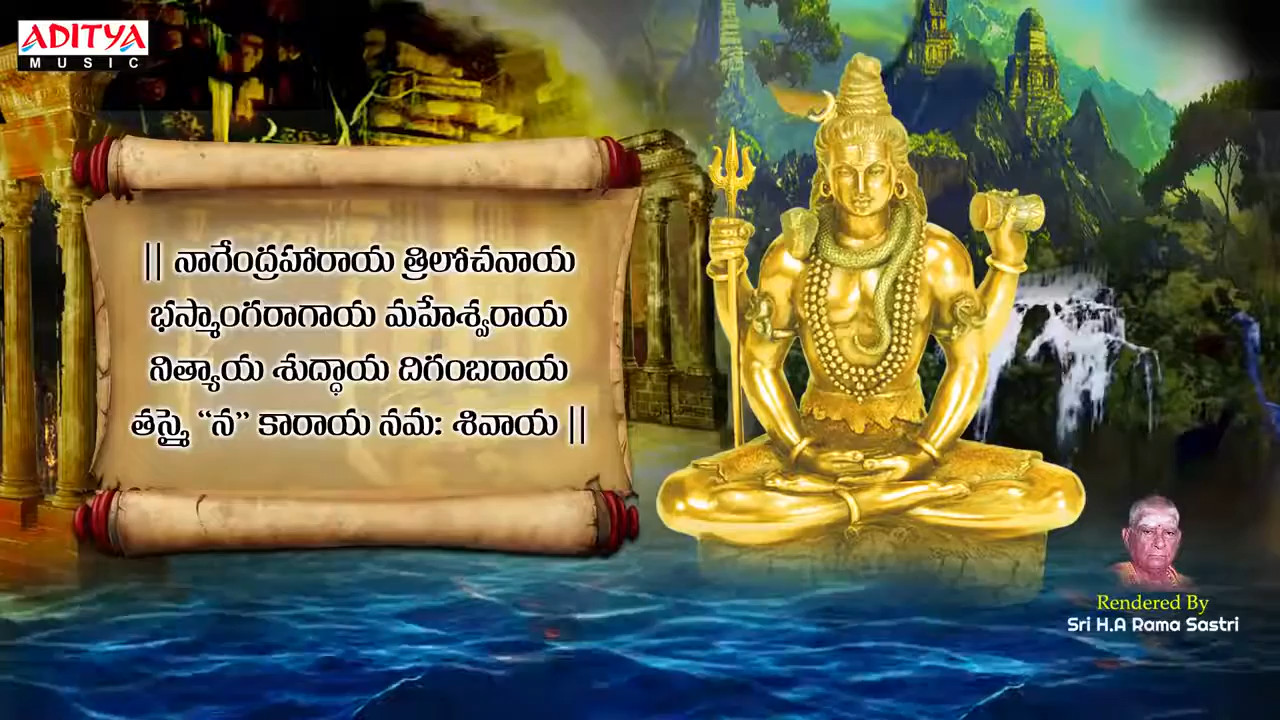 ADITYA
MUSIC
|| నాగేంద్రహారాయ త్రిలోచనాయ
భస్మాంగరాగాయ మహేశ్వరాయ
నిత్యాయ శుద్ధాయ దిగంబరాయ
తస్మై “న” కారాయ నమః శివాయ ||
Rendered By
Sri H.A Rama Sastri